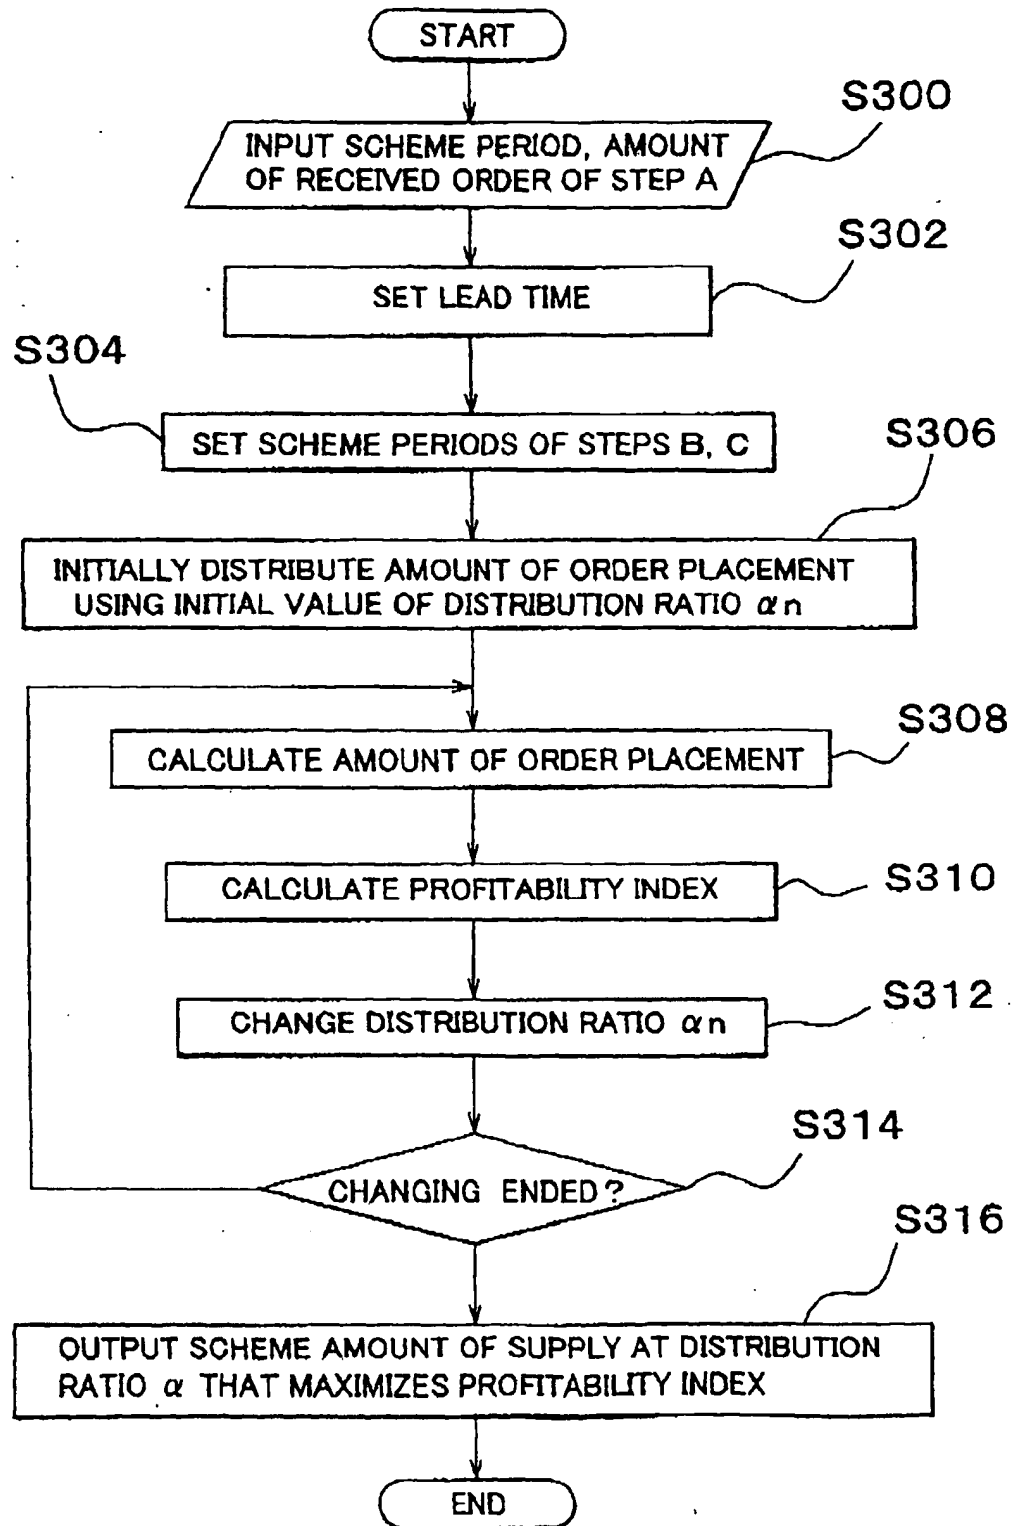 START
S300
INPUT SCHEME PERIOD, AMOUNT
OF RECEIVED ORDER OF STEP A
S302
SET LEAD TIME
S304
SET SCHEME PERIODS OF STEPS B, C
S306
INITIALLY DISTRIBUTE AMOUNT OF ORDER PLACEMENT
USING INITIAL VALUE OF DISTRIBUTION RATIO αn
S308
CALCULATE AMOUNT OF ORDER PLACEMENT
S310
CALCULATE PROFITABILITY INDEX
S312
CHANGE DISTRIBUTION RATIO αn
S314
CHANGING ENDED?
S316
OUTPUT SCHEME AMOUNT OF SUPPLY AT DISTRIBUTION
RATIO α THAT MAXIMIZES PROFITABILITY INDEX
END